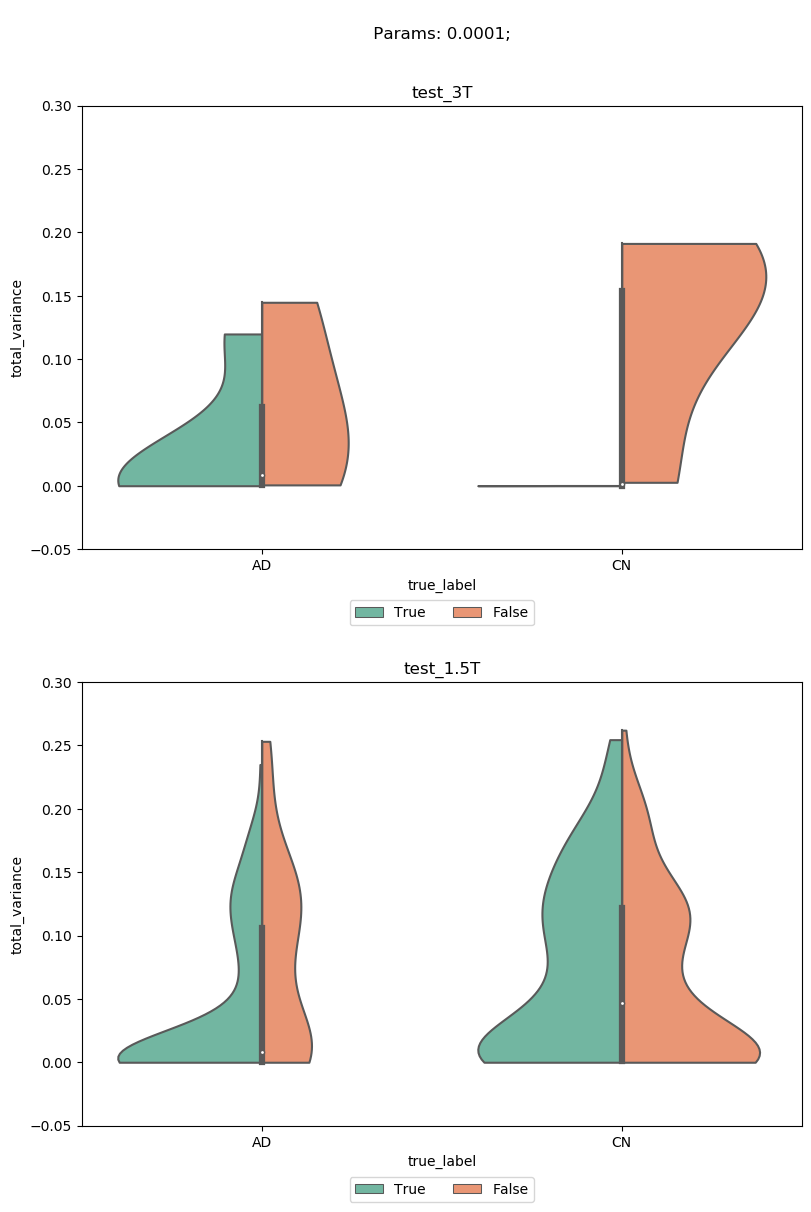 Params: 0.0001;
test_3T
0.30
0.25
0.20
0.15
0.10
0.05
0.00
−0.05
total_variance
AD CN
true_label
True False
test_1.5T
0.30
0.25
0.20
0.15
0.10
0.05
0.00
−0.05
total_variance
AD CN
true_label
True False